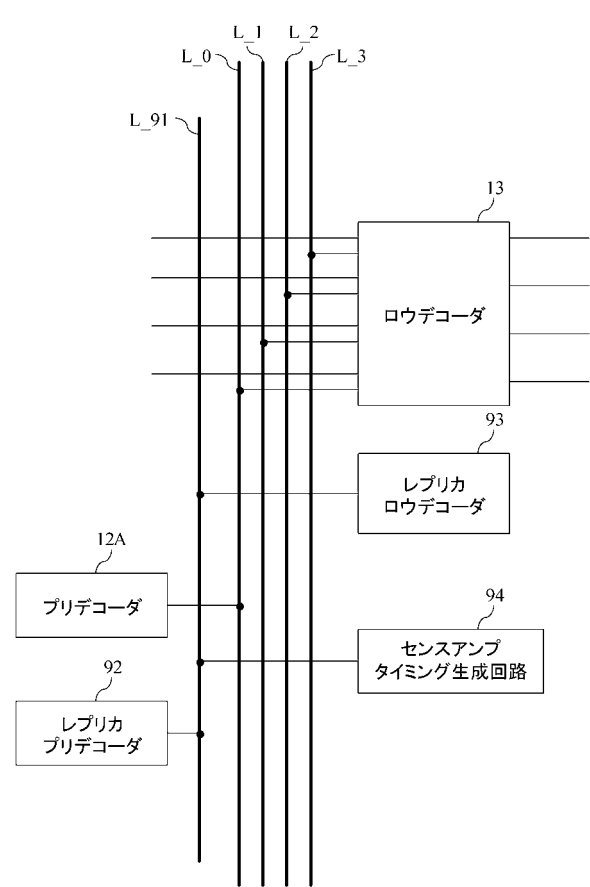 L_1
L_2
L_0
L_3
L_91
13
ロウデコーダ
93
レプリカ
ロウデコーダ
12A
プリデコーダ
94
センスアンプ
タイミング生成回路
92
レプリカ
プリデコーダ